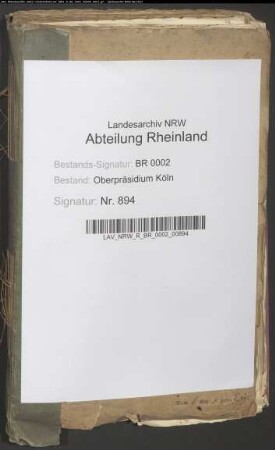 Landesarchiv NRW
Abteilung Rheinland
Bestands-Signatur: BR 0002
Bestand: Oberpräsidium Köln
Signatur: Nr. 894
LAV_NRW_R_BR_0002_00894